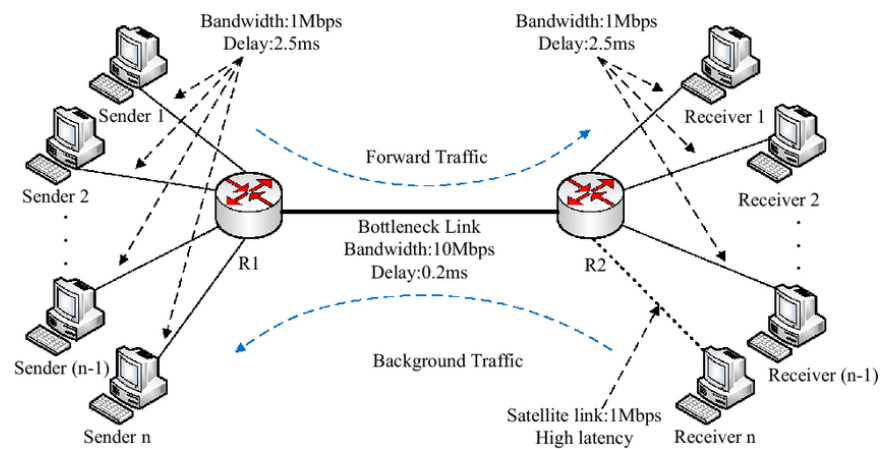 Bandwidth:1Mbps
Delay:2.5ms
Bandwidth:1Mbps
Delay:2.5ms
Sender 1
Receiver 1
Forward Traffic
Sender 2
Receiver 2
Bottleneck Link
Bandwidth:10Mbps
Delay:0.2ms
R1
R2
Sender (n-1)
Background Traffic
Receiver (n-1)
Sender n
Satellite link:1Mbps
High latency
Receiver n